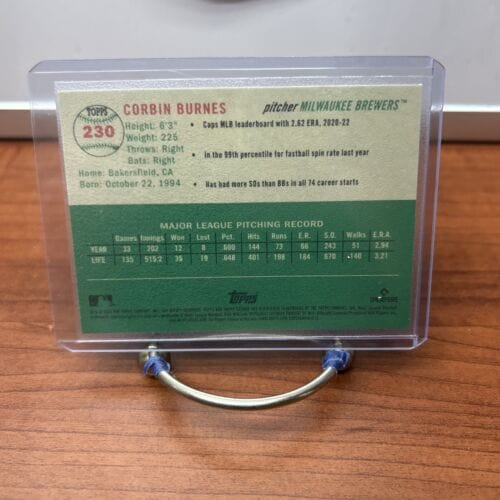 TOPPS
230
CORBIN BURNES
pitcher MILWAUKEE BREWERS™
Height: 6'3"
Weight: 225
Throws: Right
Bats: Right
Home: Bakersfield, CA
Born: October 22, 1994
• Caps MLB leaderboard with 2.62 ERA, 2020-22
• In the 99th percentile for fastball spin rate last year
• Has had more SOs than BBs in all 74 career starts
MAJOR LEAGUE PITCHING RECORD
Games Innings Won Lost Pct. Hits Runs E.R. S.O. Walks E.R.A.
YEAR 33 202 12 8 .600 144 73 66 243 51 2.94
LIFE 135 515.2 35 19 .648 401 198 184 670 140 3.21
Topps